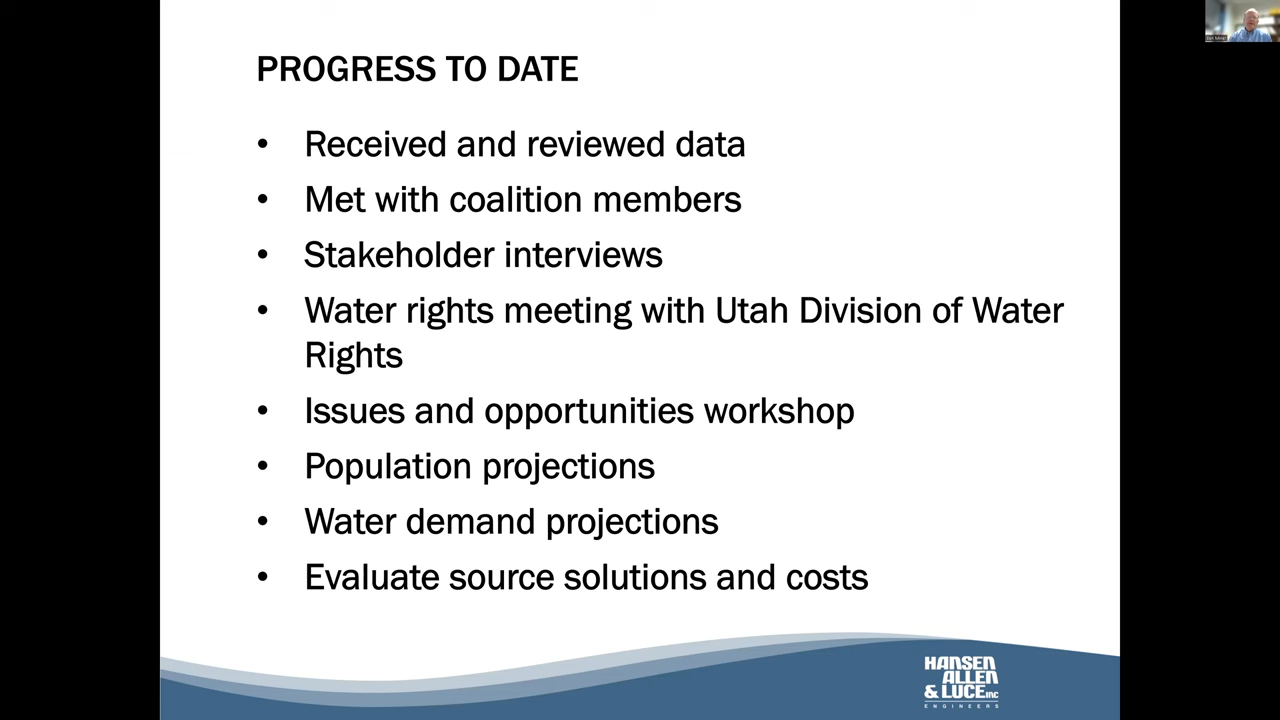 PROGRESS TO DATE
• Received and reviewed data
• Met with coalition members
• Stakeholder interviews
• Water rights meeting with Utah Division of Water
Rights
• Issues and opportunities workshop
• Population projections
• Water demand projections
• Evaluate source solutions and costs
HANSEN
ALLEN
& LUCE INC
ENGINEERS